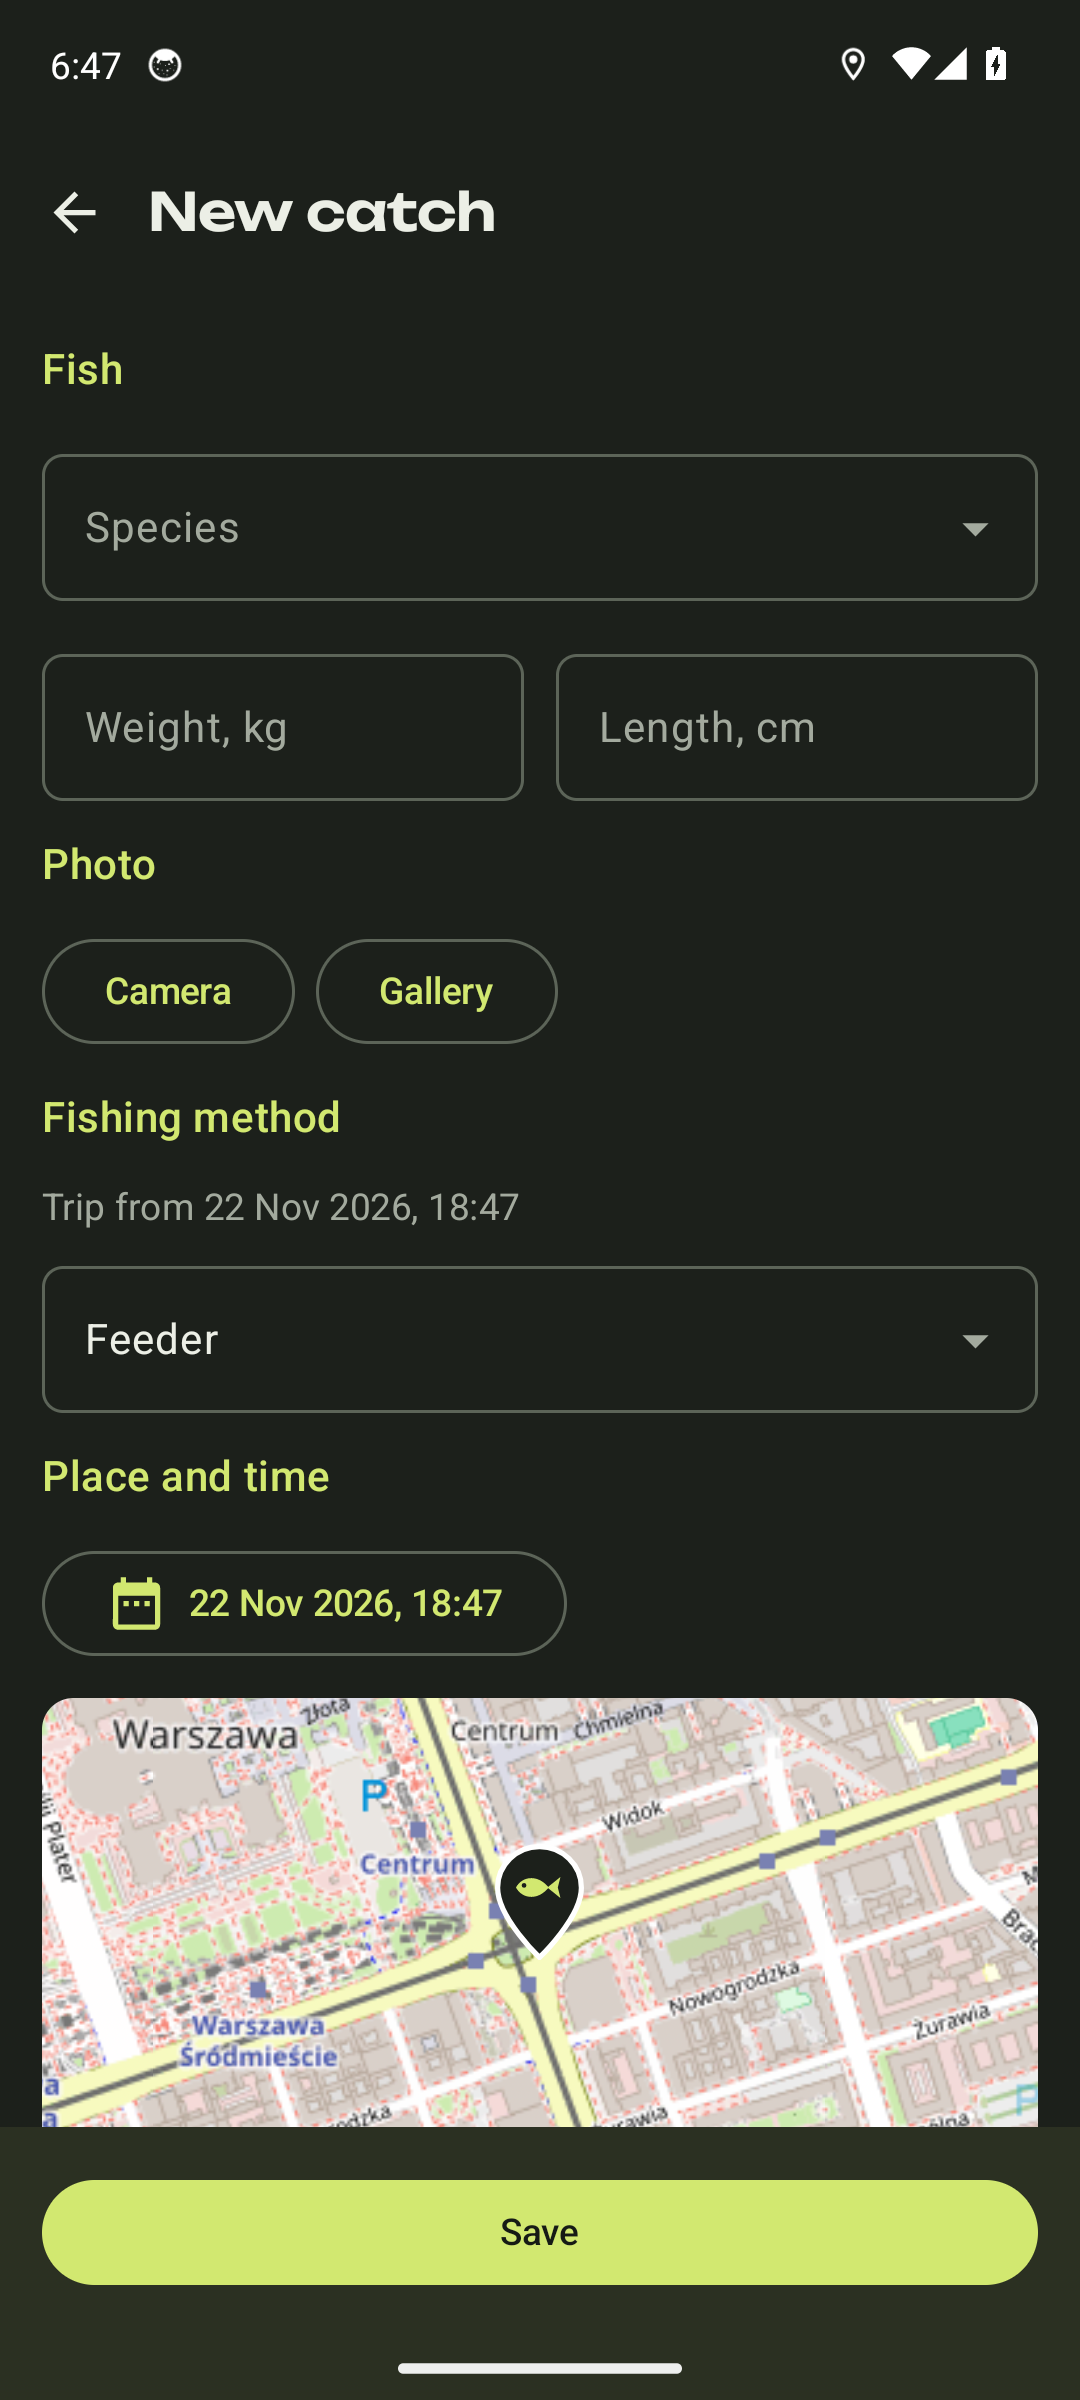 6:47
New catch
Fish
Species
Weight, kg
Length, cm
Photo
Camera
Gallery
Fishing method
Trip from 22 Nov 2026, 18:47
Feeder
Place and time
22 Nov 2026, 18:47
Warszawa
Złota
Centrum
Chmielna
P
Widok
Plater
Centrum
Nowogrodzka
Żurawia
Warszawa
Śródmieście
P
Save